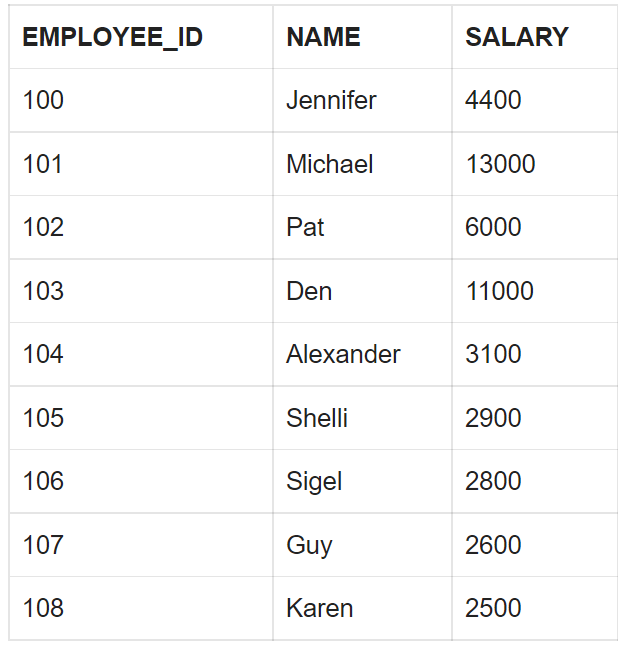 EMPLOYEE_ID NAME SALARY
100 Jennifer 4400
101 Michael 13000
102 Pat 6000
103 Den 11000
104 Alexander 3100
105 Shelli 2900
106 Sigel 2800
107 Guy 2600
108 Karen 2500